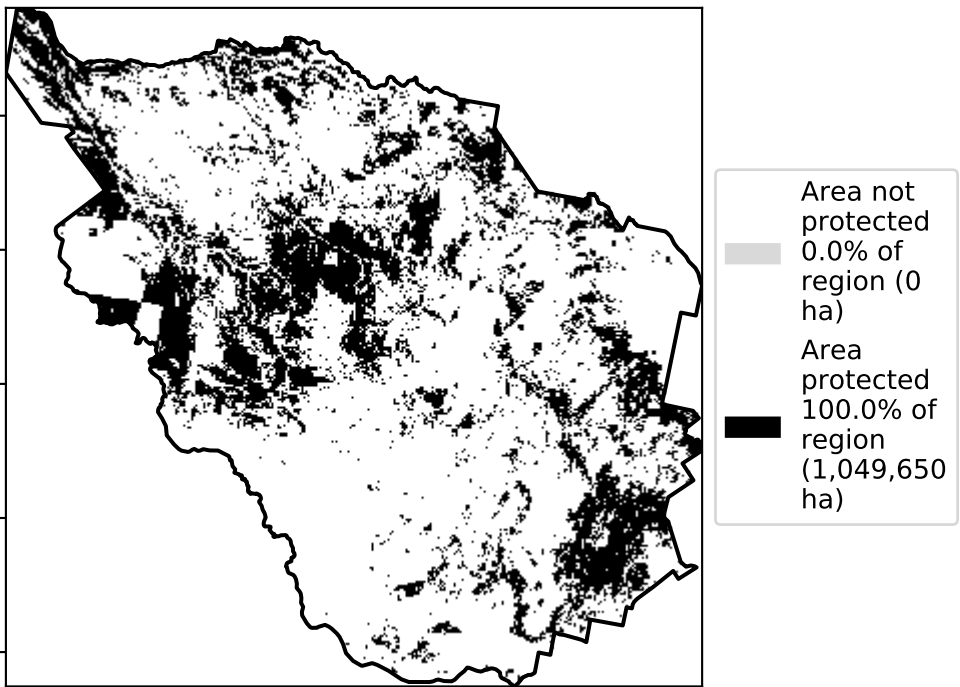 Area not
protected
0.0% of
region (0
ha)
Area
protected
100.0% of
region
(1,049,650
ha)